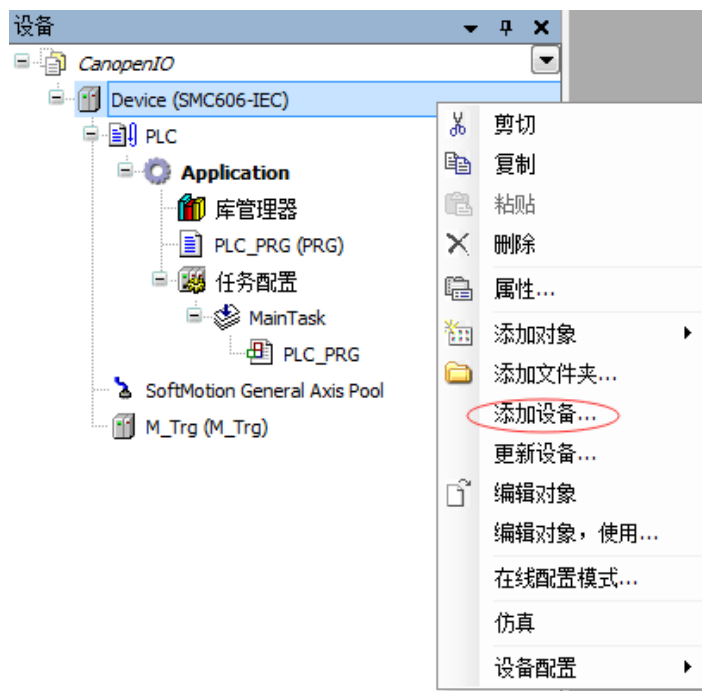 设备
CanopenIO
Device (SMC606-IEC)
PLC
Application
库管理器
PLC_PRG (PRG)
任务配置
MainTask
PLC_PRG
SoftMotion General Axis Pool
M_Trg (M_Trg)
剪切
复制
粘贴
删除
属性...
添加对象
添加文件夹...
添加设备...
更新设备...
编辑对象
编辑对象，使用...
在线配置模式...
仿真
设备配置